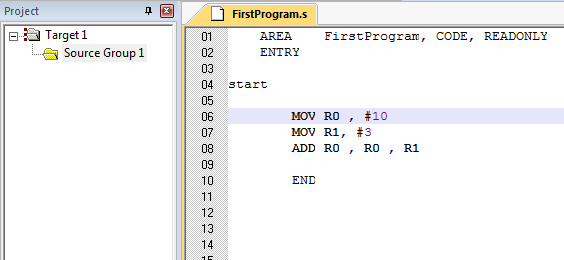 Project
Target 1
Source Group 1
FirstProgram.s
01 AREA FirstProgram, CODE, READONLY
02 ENTRY
03
04 start
05
06 MOV R0 , #10
07 MOV R1, #3
08 ADD R0 , R0 , R1
09
10 END
11
12
13
14